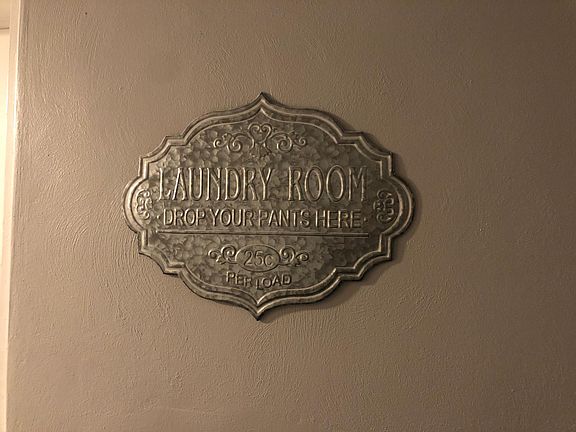 LAUNDRY ROOM
DROP YOUR PANTS HERE
25¢
PER LOAD